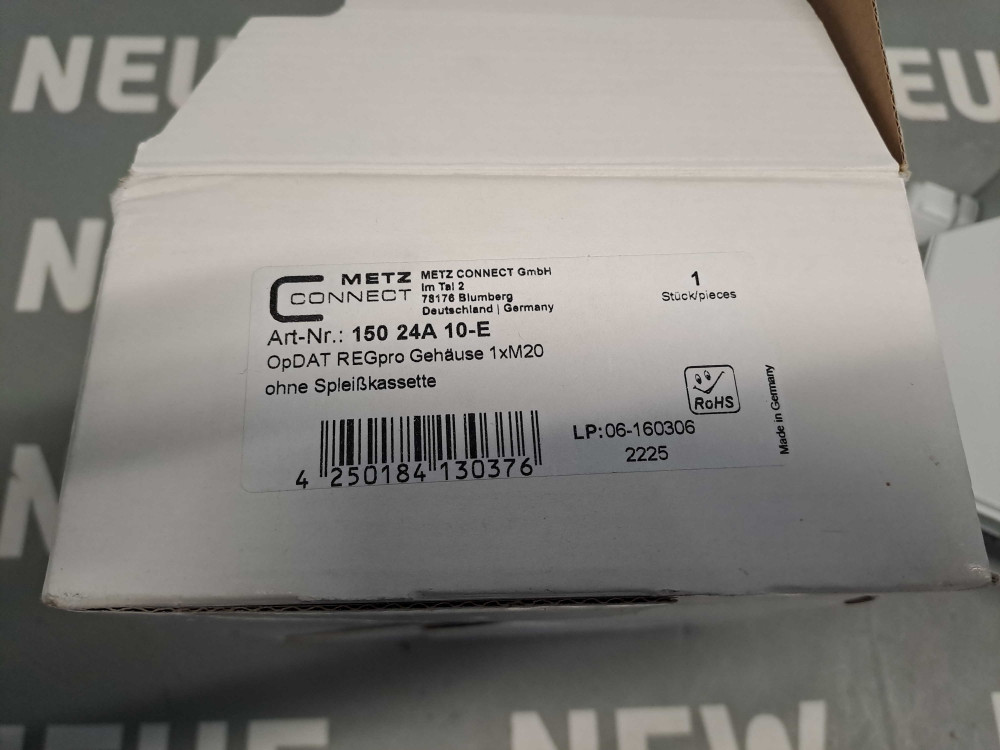 NEU
NEU
METZ
CONNECT
METZ CONNECT GmbH
Im Tal 2
78176 Blumberg
Deutschland | Germany
1
Stück/pieces
Art-Nr.: 150 24A 10-E
OpDAT REGpro Gehäuse 1xM20
ohne Spleißkassette
RoHS
LP:06-160306
2225
Made in Germany
4 250184 130376
NEW